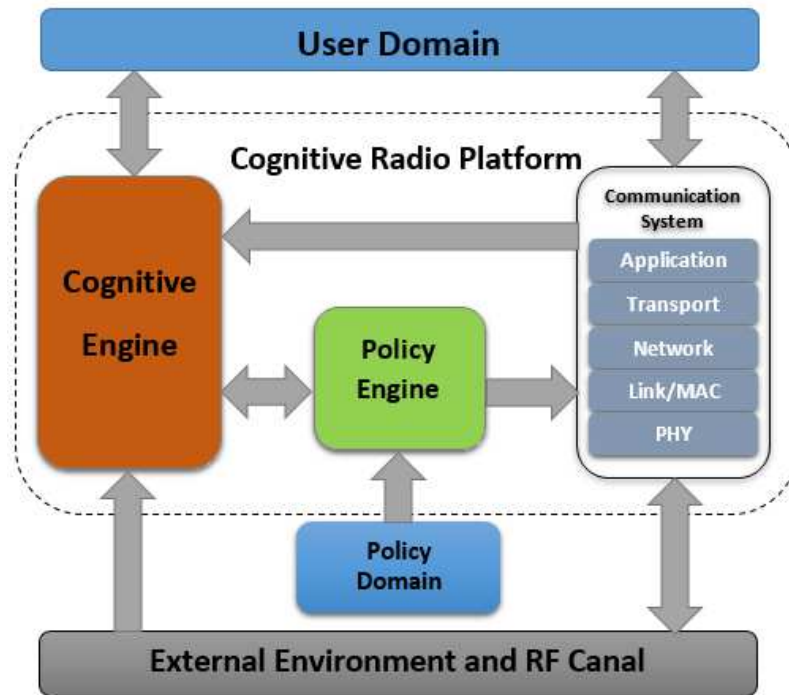 User Domain
Cognitive Radio Platform
Cognitive
Engine
Communication
System
Application
Transport
Network
Link/MAC
PHY
Policy
Engine
Policy
Domain
External Environment and RF Canal